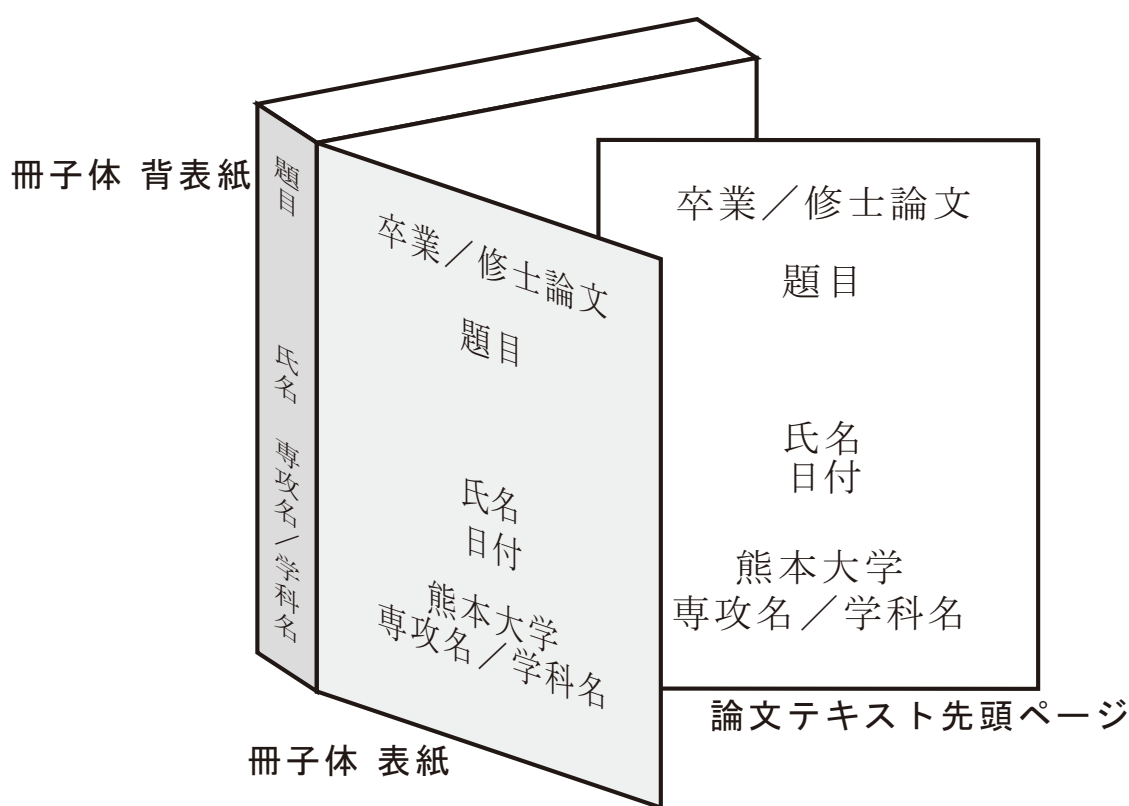 冊子体 背表紙
題目
氏名
専攻名／学科名
卒業／修士論文
題目
氏名
日付
熊本大学
専攻名／学科名
冊子体 表紙
卒業／修士論文
題目
氏名
日付
熊本大学
専攻名／学科名
論文テキスト先頭ページ